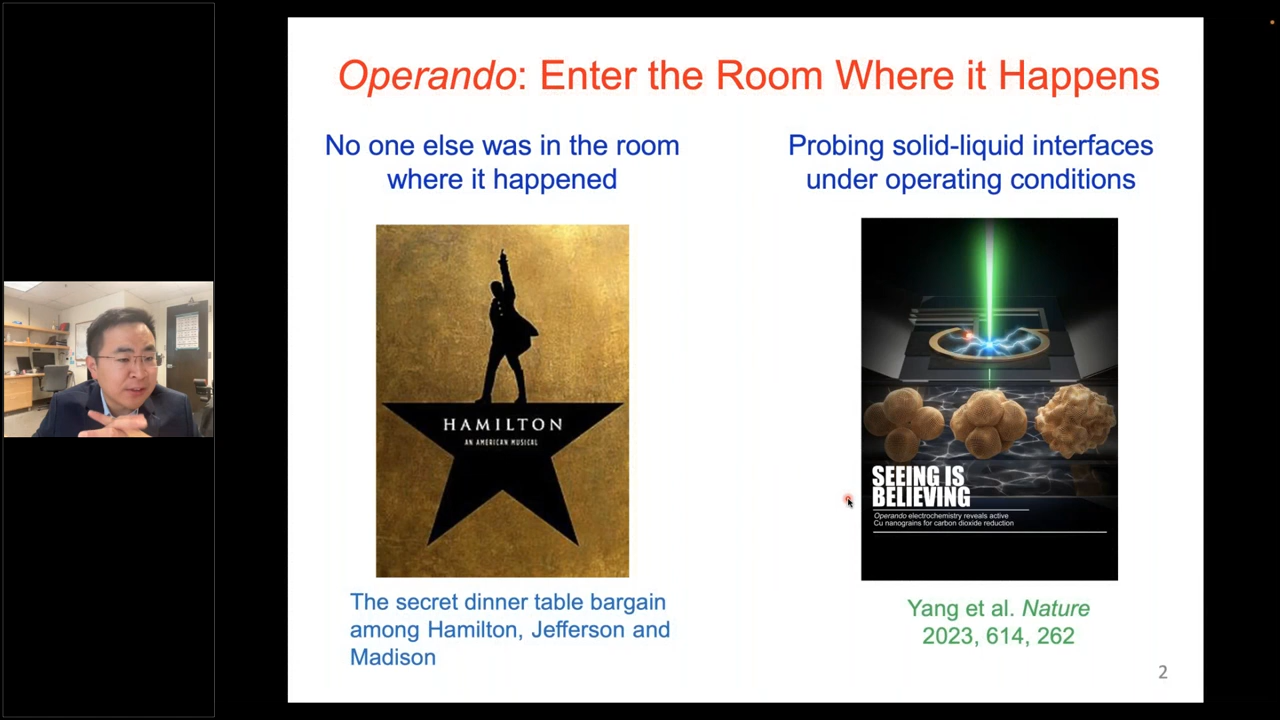 Operando: Enter the Room Where it Happens
No one else was in the room
where it happened
HAMILTON
AN AMERICAN MUSICAL
The secret dinner table bargain
among Hamilton, Jefferson and
Madison
Probing solid-liquid interfaces
under operating conditions
SEEING IS
BELIEVING
Operando electrochemistry reveals active
Cu nanograins for carbon dioxide reduction
Yang et al. Nature
2023, 614, 262
2